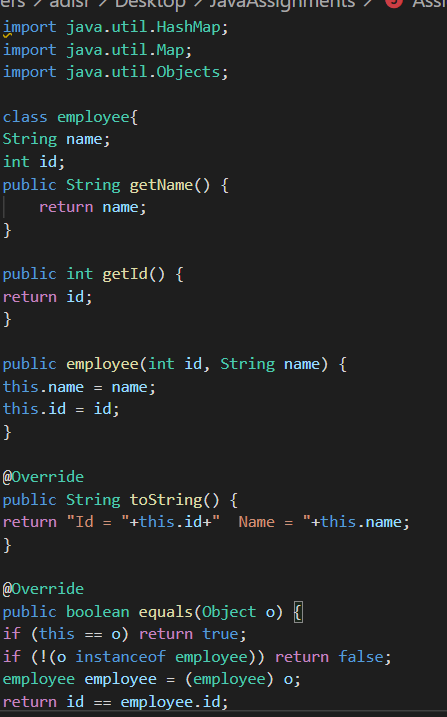 ers > adisr > Desktop > JavaAssignments >
import java.util.HashMap;
import java.util.Map;
import java.util.Objects;
class employee{
String name;
int id;
public String getName() {
return name;
}
public int getId() {
return id;
}
public employee(int id, String name) {
this.name = name;
this.id = id;
}
@Override
public String toString() {
return "Id = "+this.id+"  Name = "+this.name;
}
@Override
public boolean equals(Object o) {
if (this == o) return true;
if (!(o instanceof employee)) return false;
employee employee = (employee) o;
return id == employee.id;